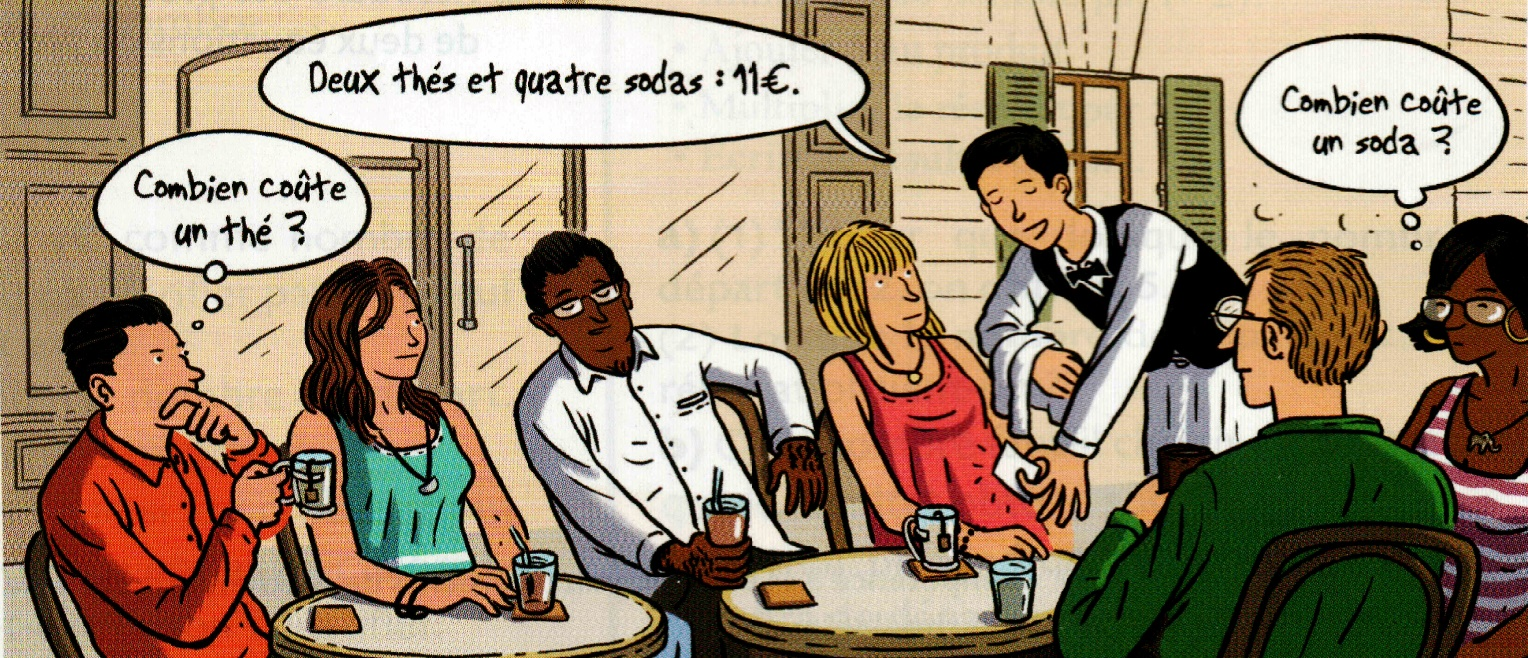 Deux thés et quatre sodas : 11€.
Combien coûte
un thé ?
Combien coûte
un soda ?